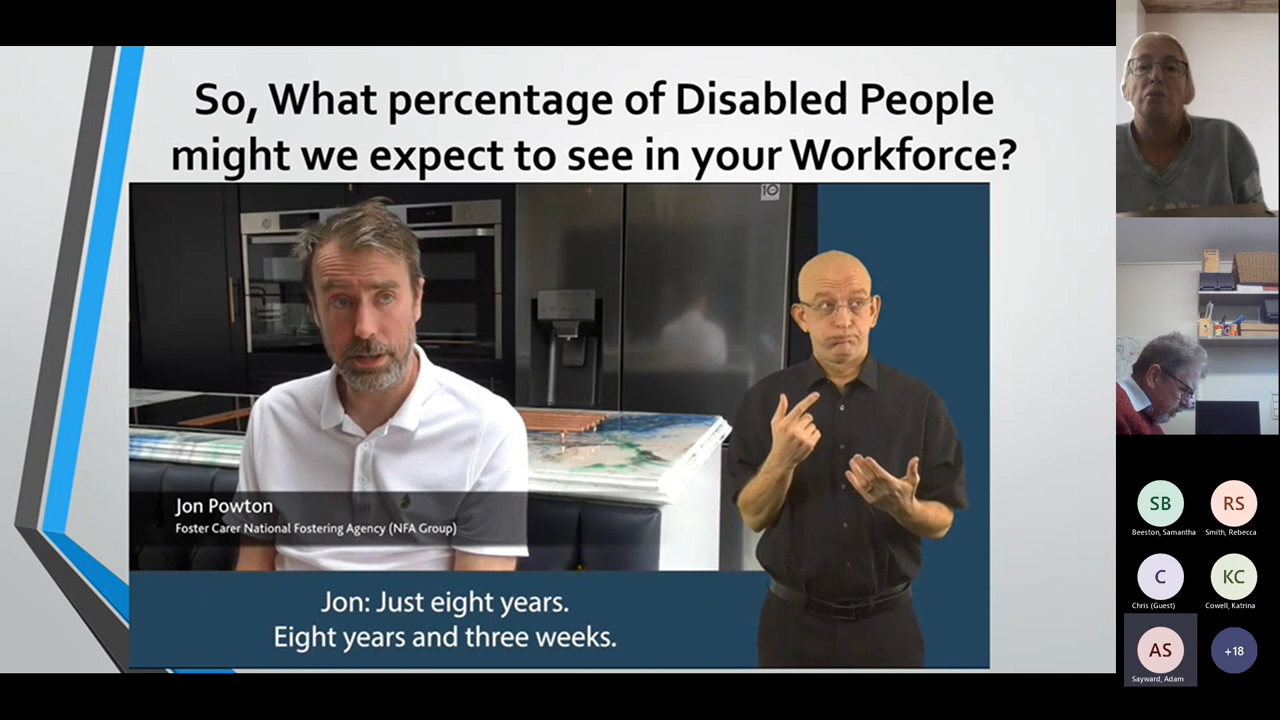 So, What percentage of Disabled People
might we expect to see in your Workforce?
Jon Powton
Foster Carer National Fostering Agency (NFA Group)
Jon: Just eight years.
Eight years and three weeks.
SB
Beeston, Samantha
RS
Smith, Rebecca
C
Chris (Guest)
KC
Cowell, Katrina
AS
Sayward, Adam
+18